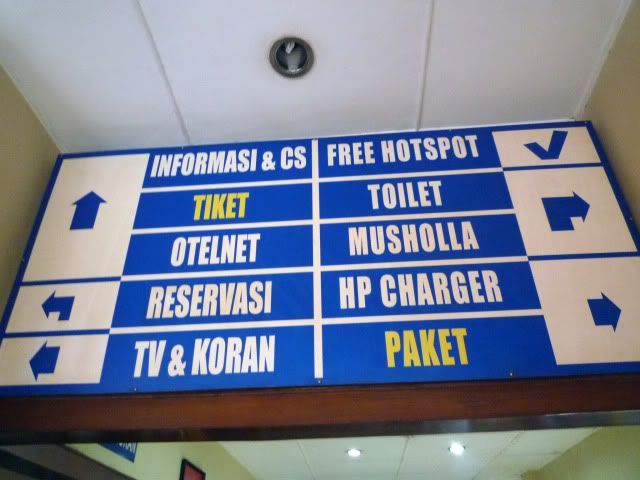 INFORMASI & CS
TIKET
OTELNET
RESERVASI
TV & KORAN
FREE HOTSPOT
TOILET
MUSHOLLA
HP CHARGER
PAKET